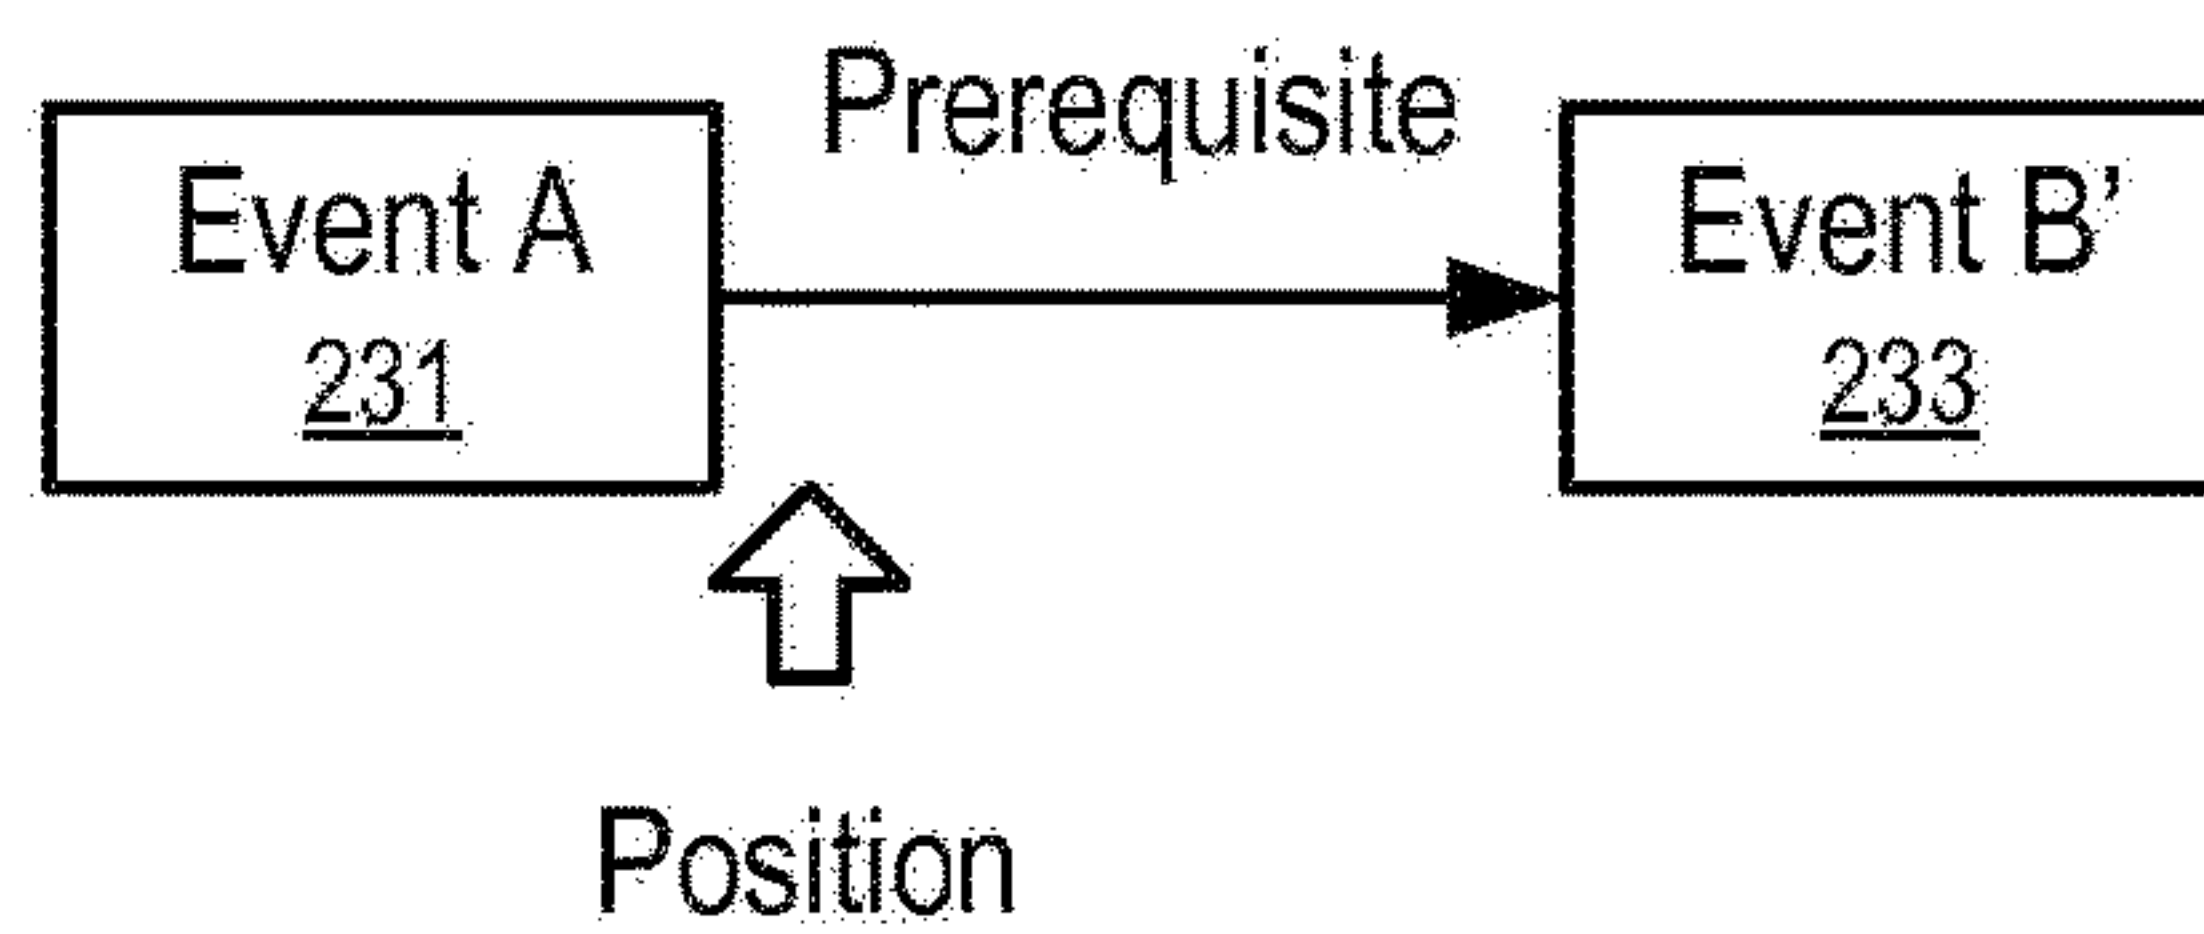 Prerequisite
Event A
231
Event B’
233
Position